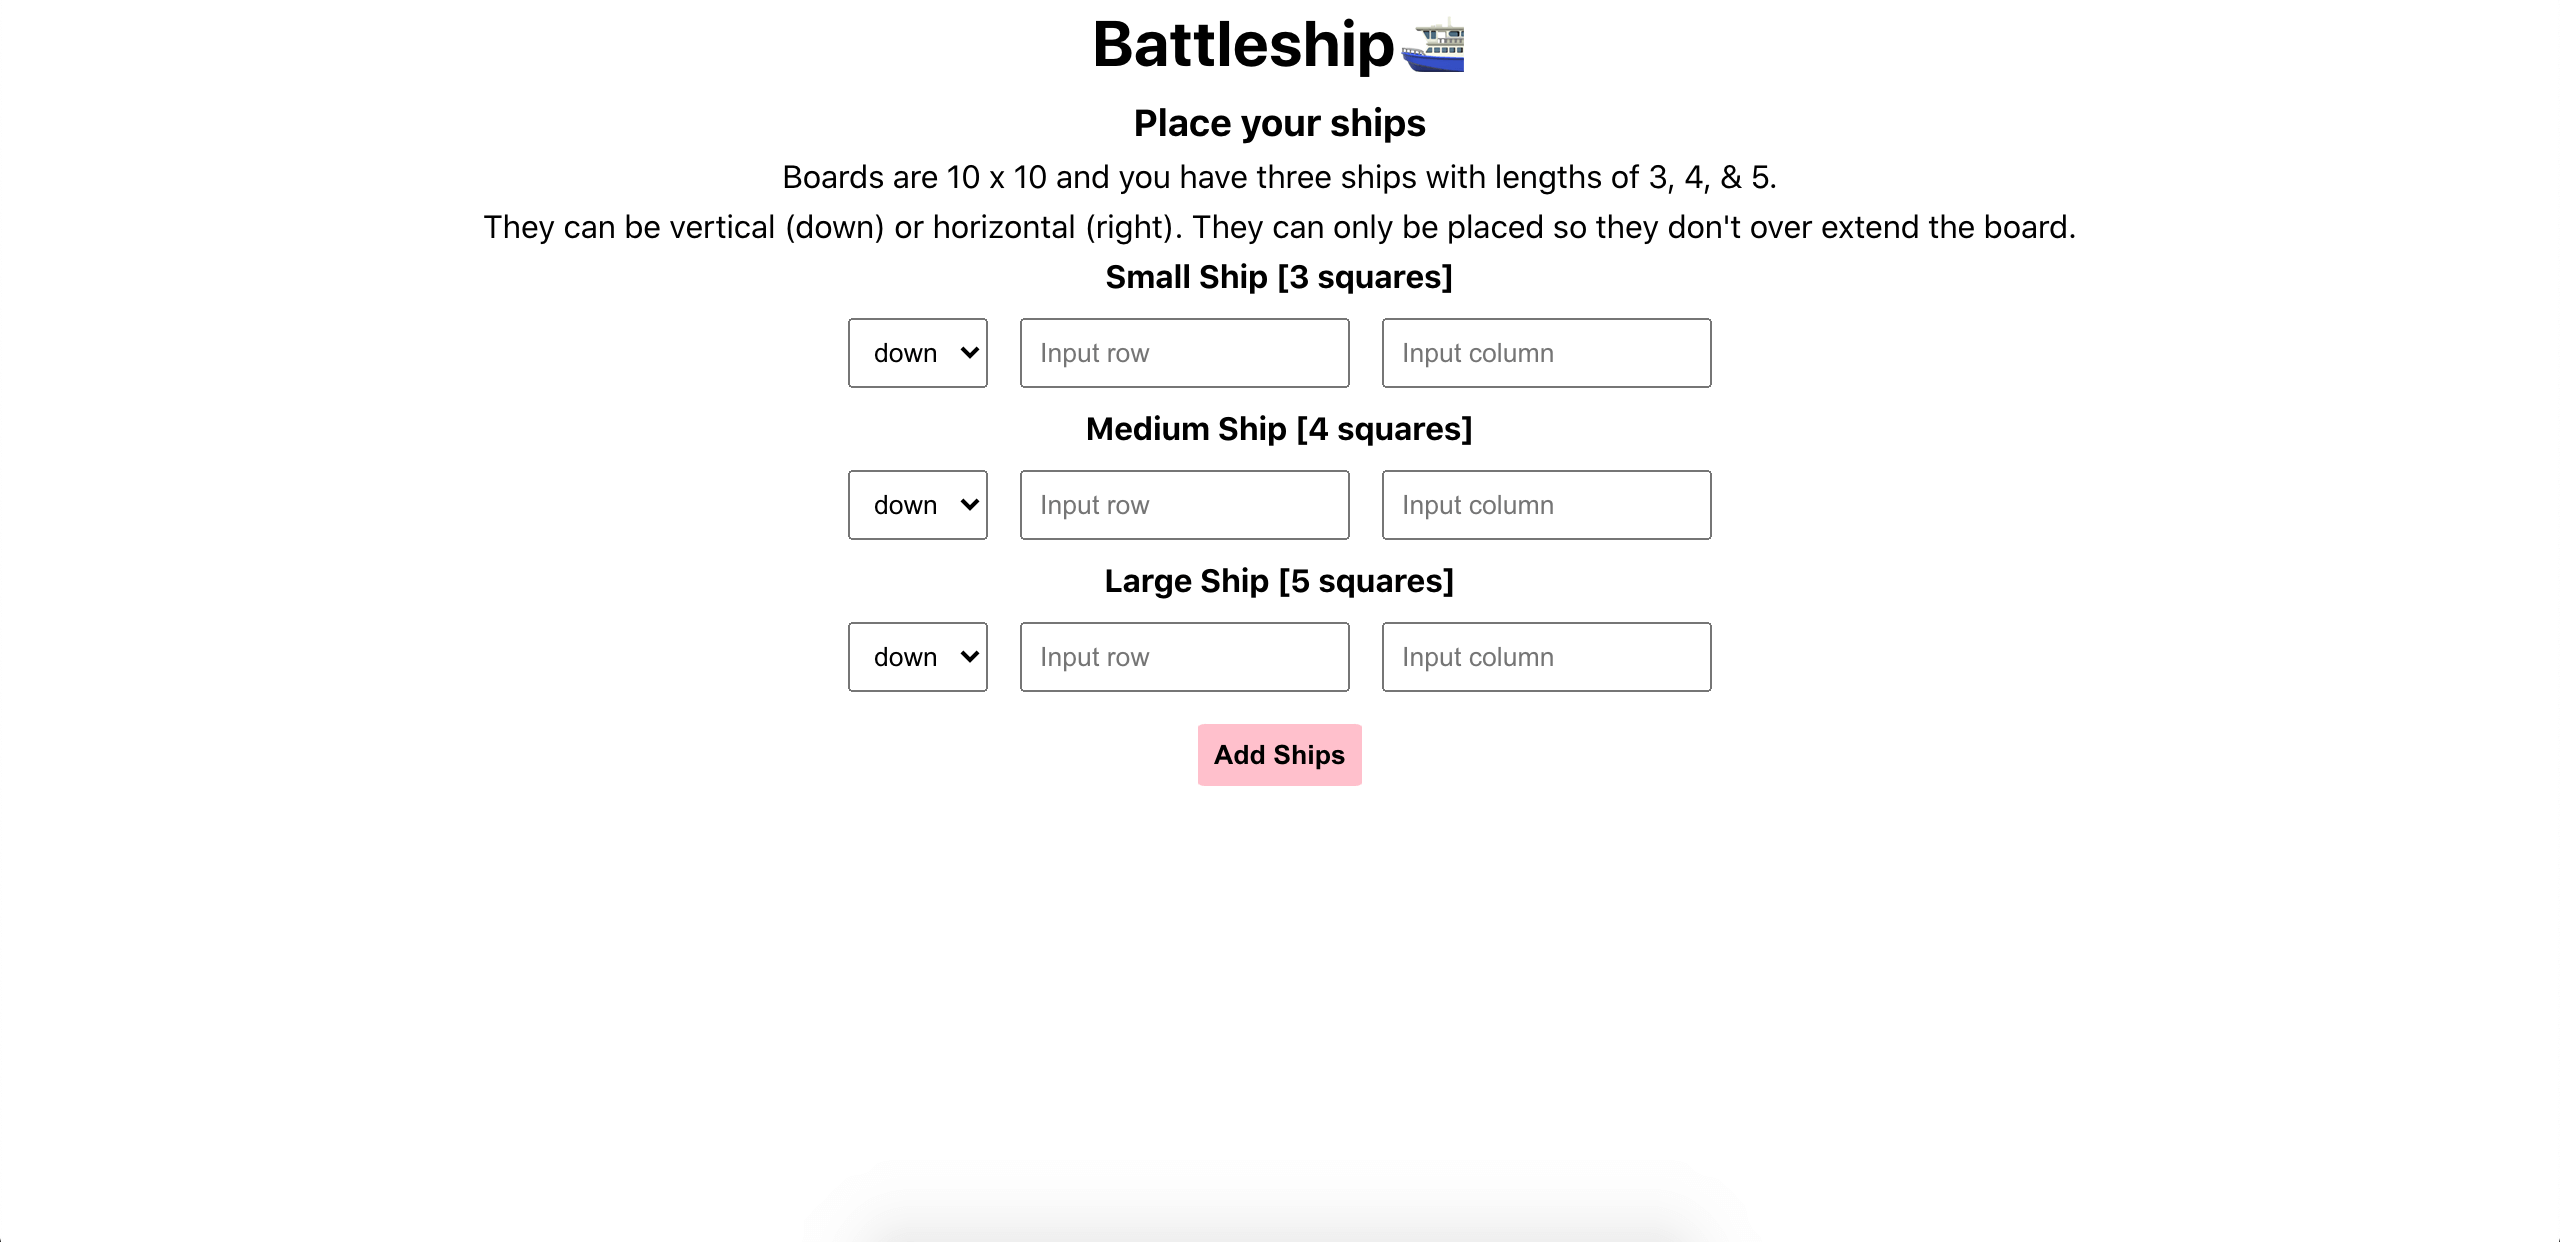 Battleship
Place your ships
Boards are 10 x 10 and you have three ships with lengths of 3, 4, & 5.
They can be vertical (down) or horizontal (right). They can only be placed so they don't over extend the board.
Small Ship [3 squares]
down Input row Input column
Medium Ship [4 squares]
down Input row Input column
Large Ship [5 squares]
down Input row Input column
Add Ships